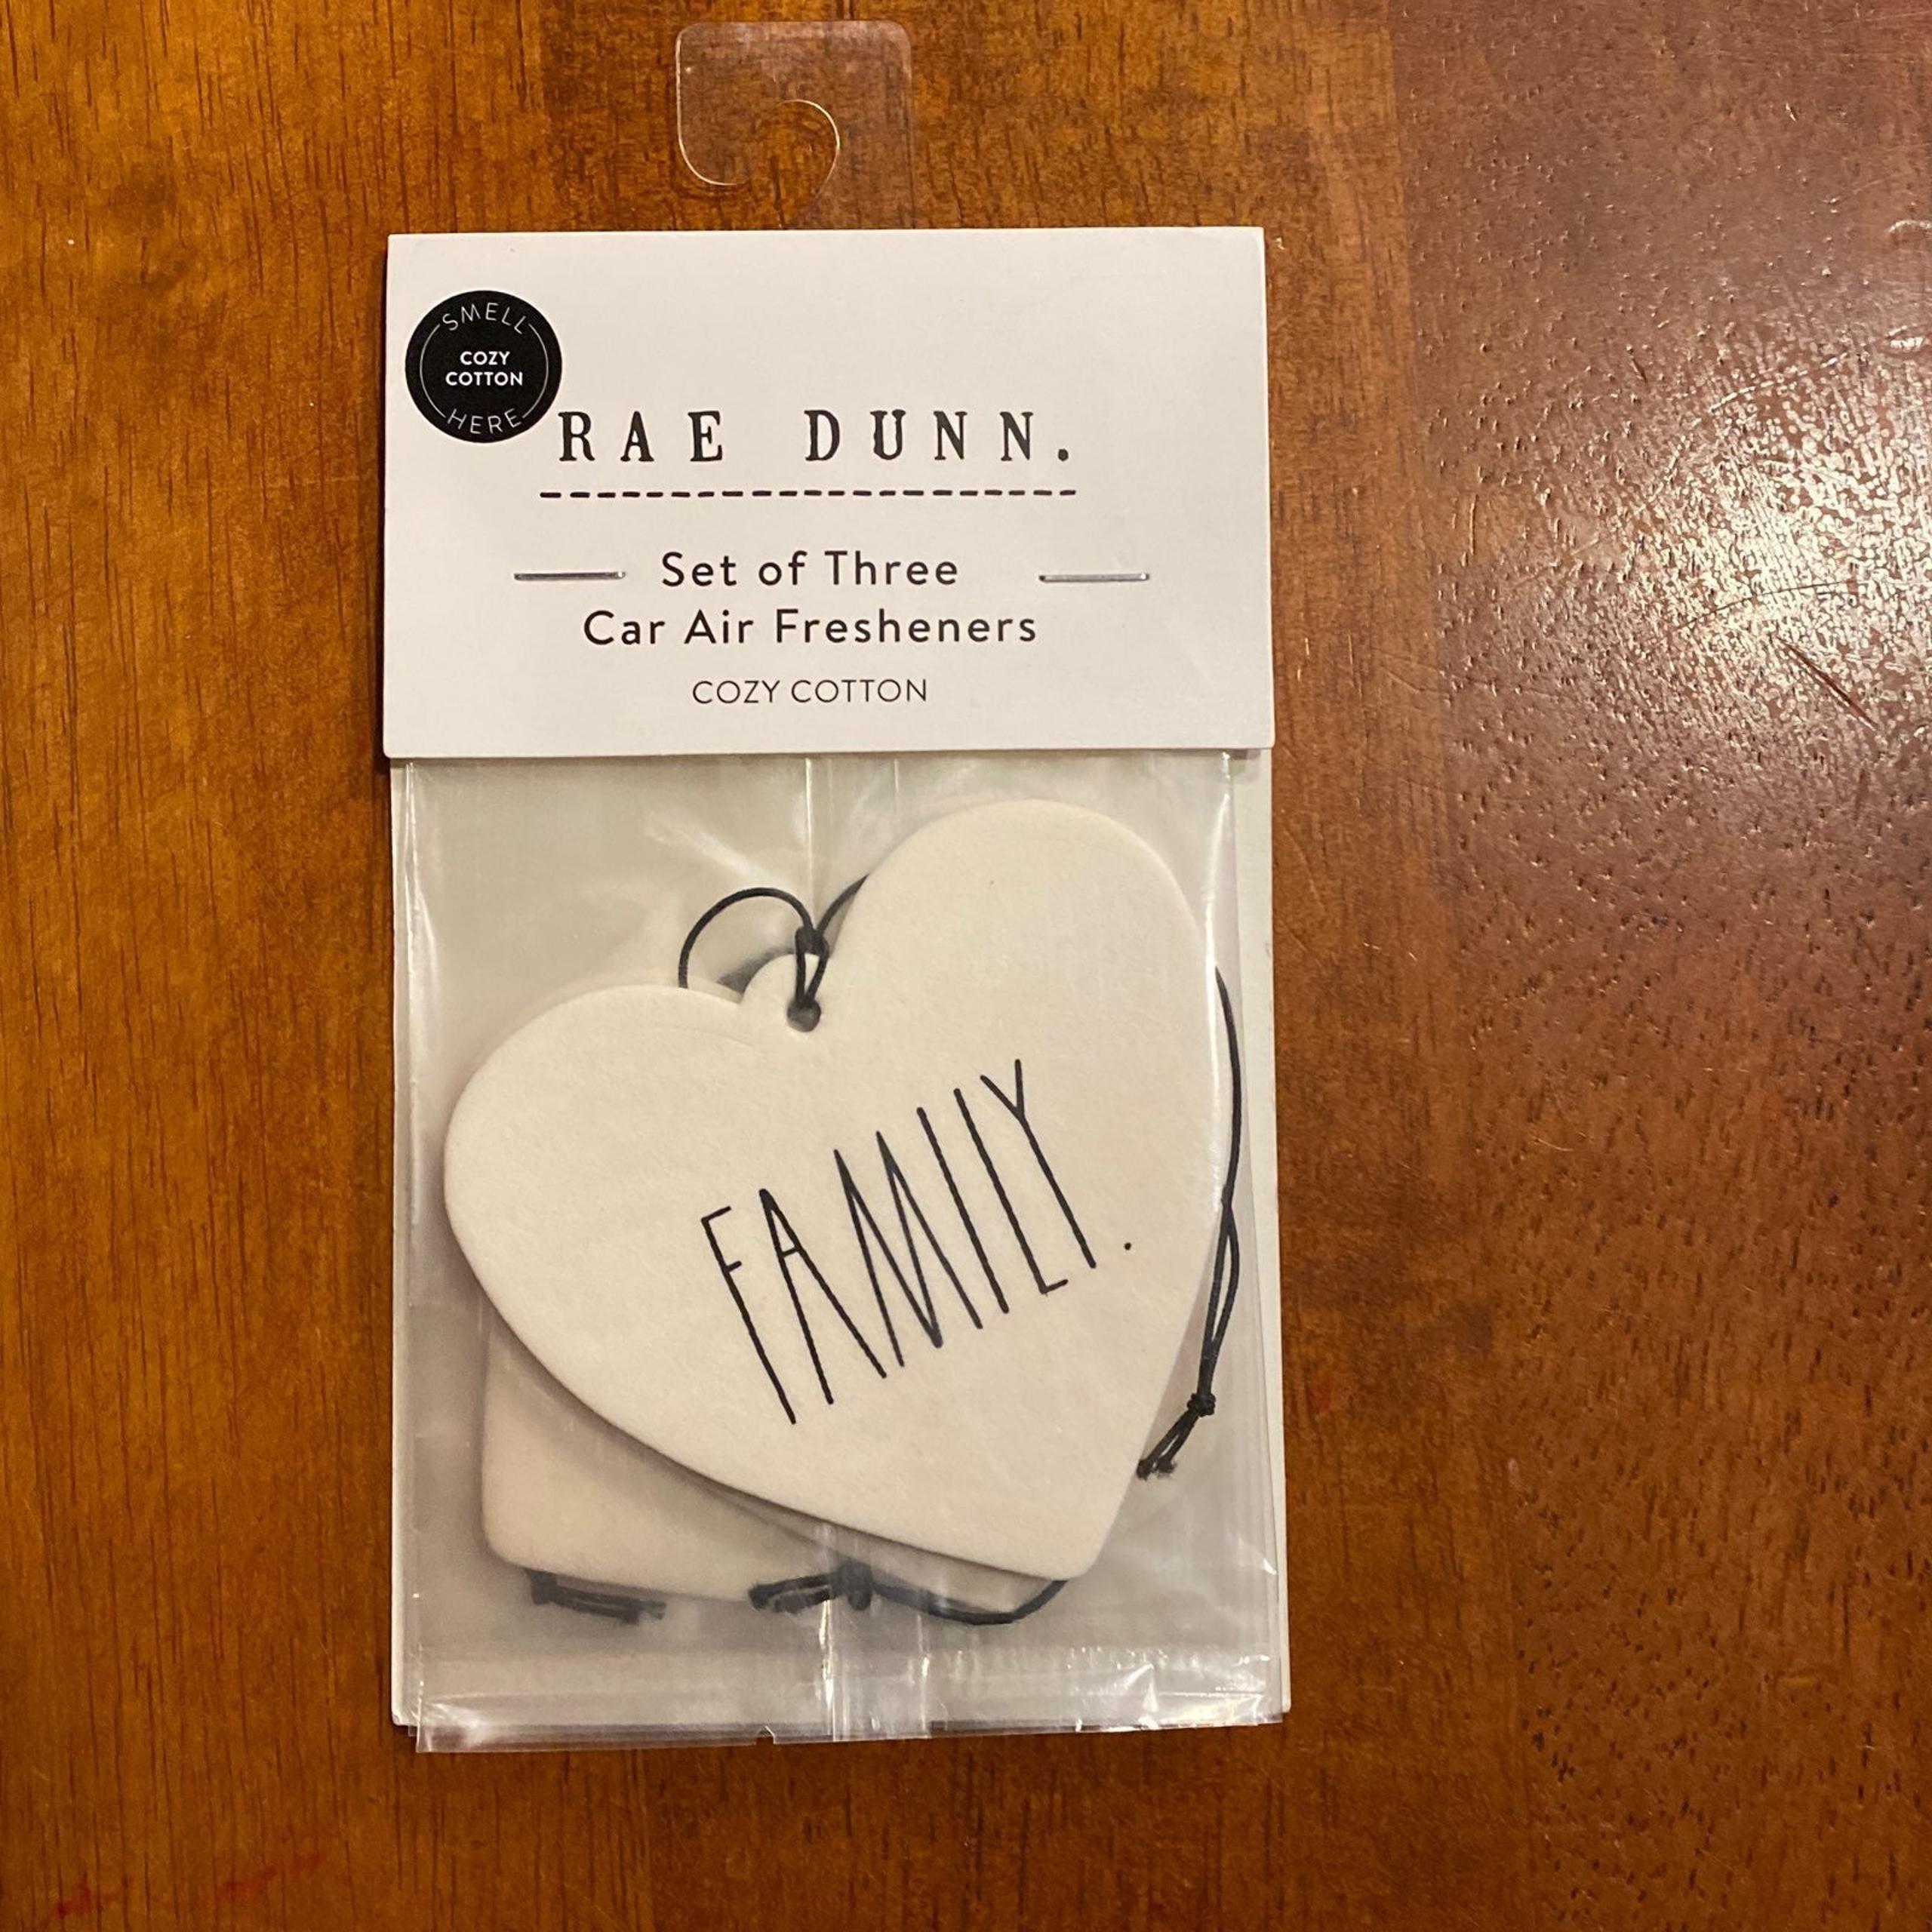 SMELL
COZY
COTTON
HERE
RAE DUNN.
Set of Three
Car Air Fresheners
COZY COTTON
FAMILY.